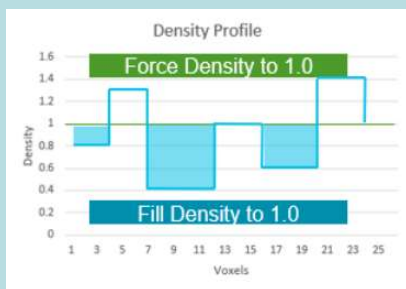 Density Profile
1.6
1.4
1.2
1
0.8
0.6
0.4
0.2
0
Density
Force Density to 1.0
Fill Density to 1.0
1 3 5 7 9 11 13 15 17 19 21 23 25
Voxels